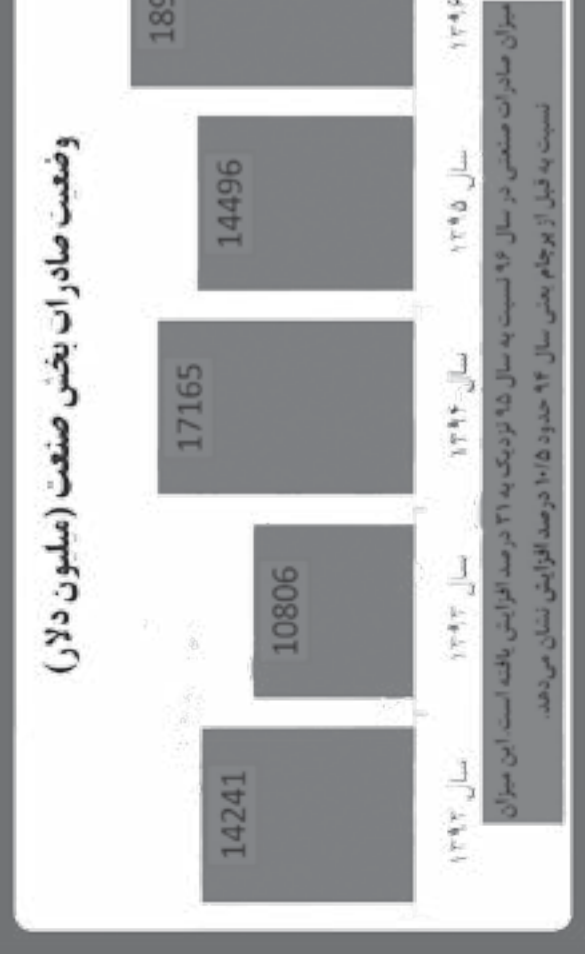 وضعیت صادرات بخش صنعت (میلیون دلار)
14241
10806
17165
14496
189
سال ۱۳۹۲
سال ۱۳۹۳
سال ۱۳۹۴
سال ۱۳۹۵
۱۳۹۶
میزان صادرات صنعتی در سال ۹۶ نسبت به سال ۹۵ نزدیک به ۳۱ درصد افزایش یافته است. این میزان
نسبت به قبل از برجام یعنی سال ۹۴ حدود ۱۰/۵ درصد افزایش نشان می‌دهد.